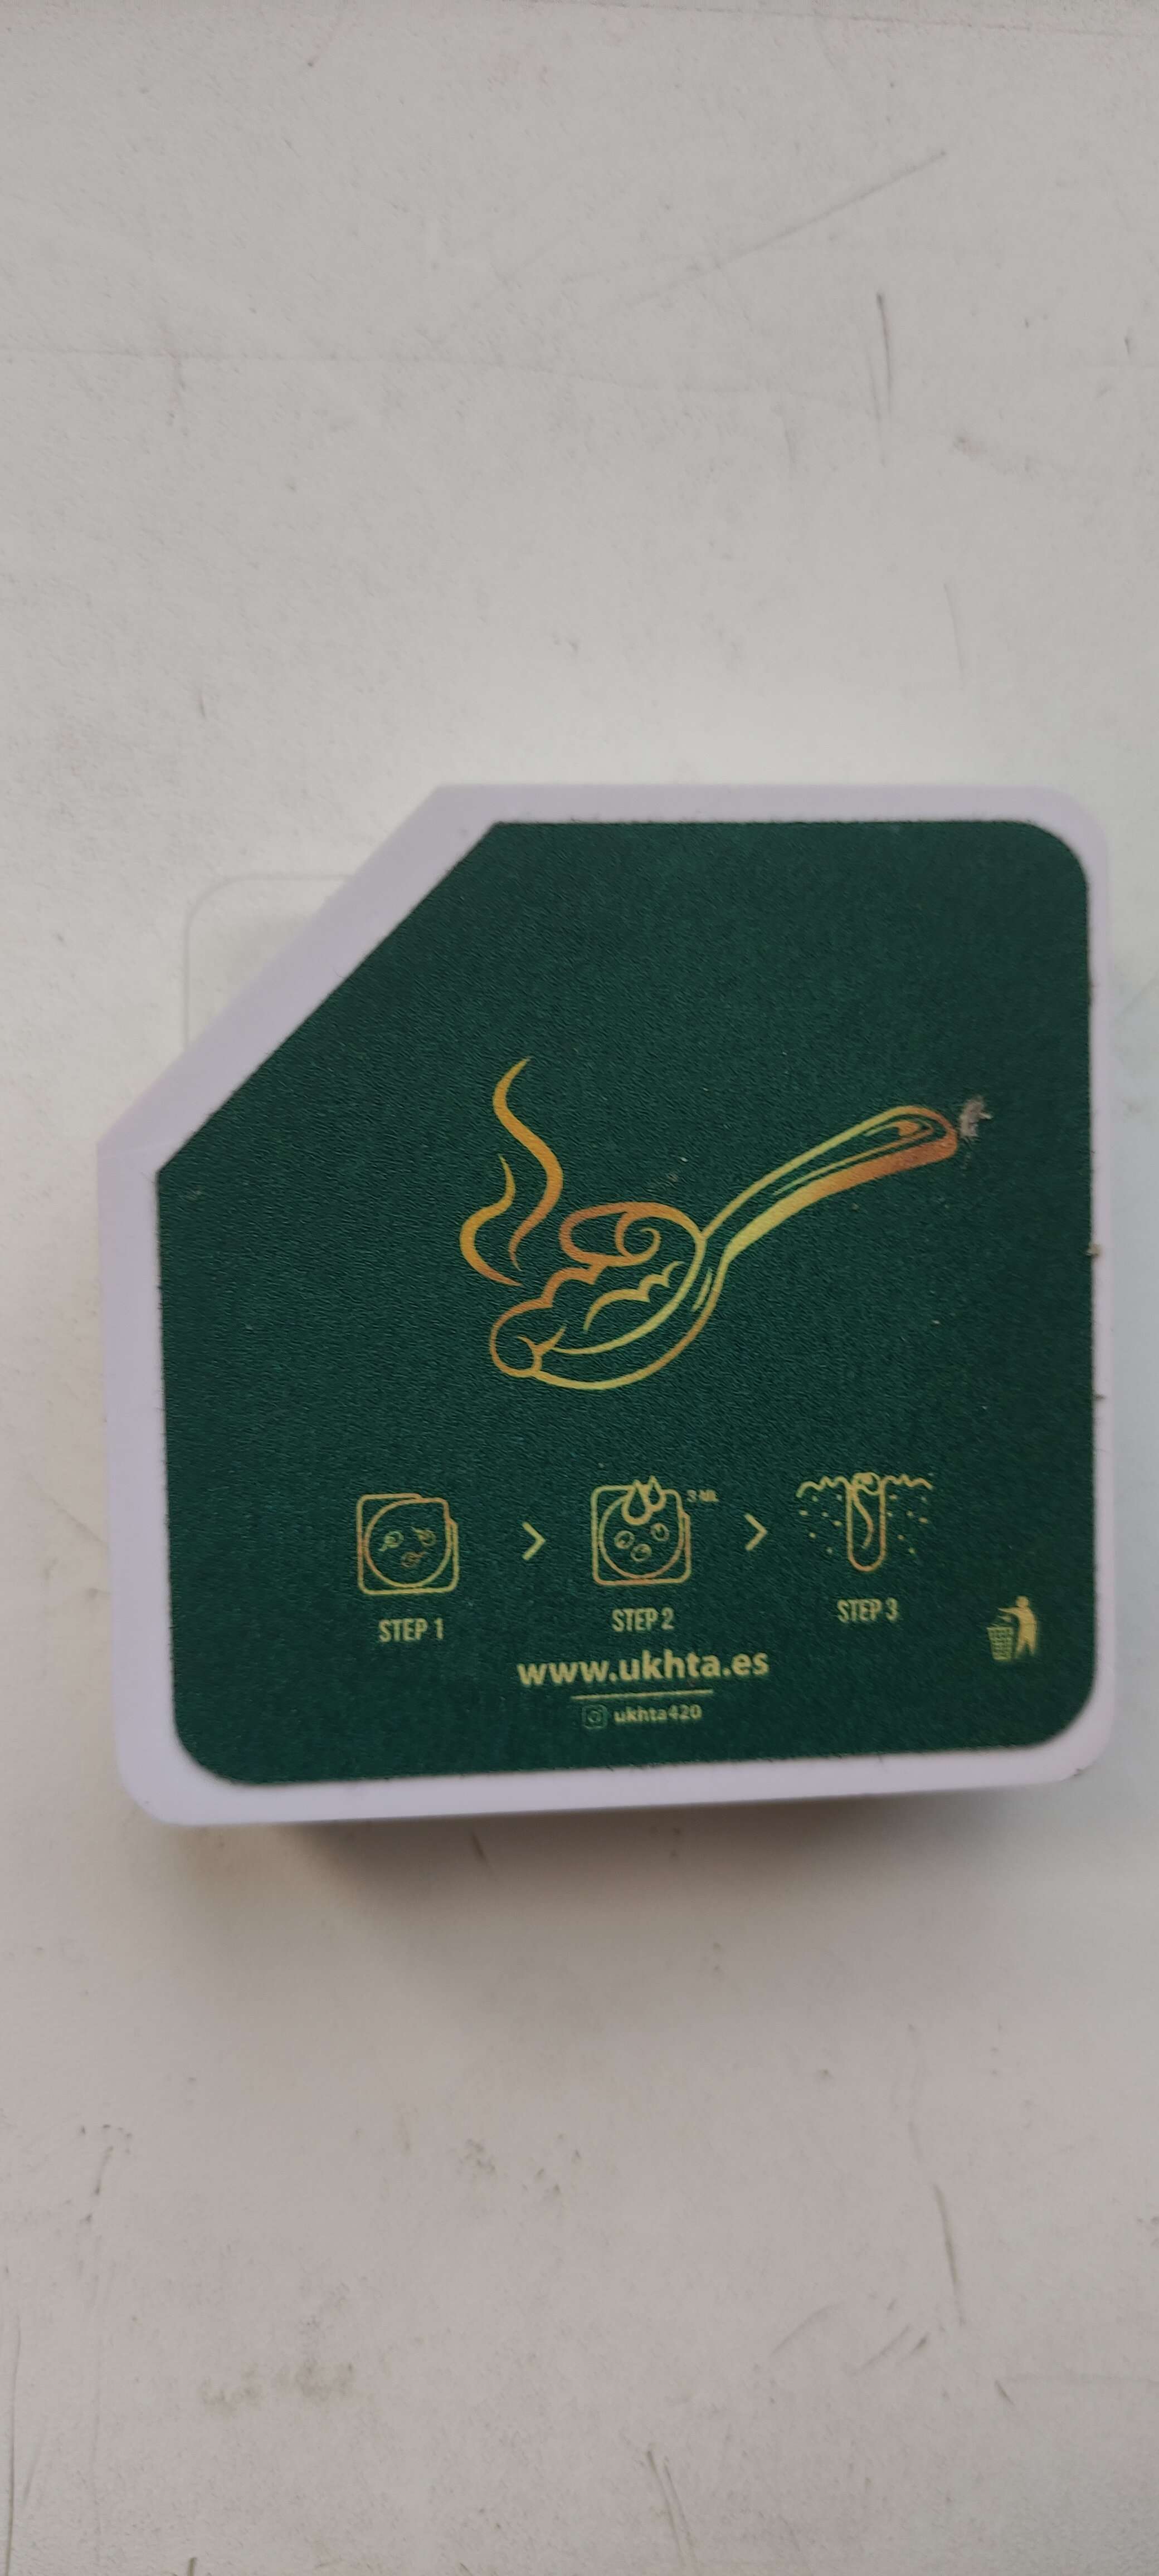 3 ML
STEP 1
STEP 2
STEP 3
www.ukhta.es
ukhta420